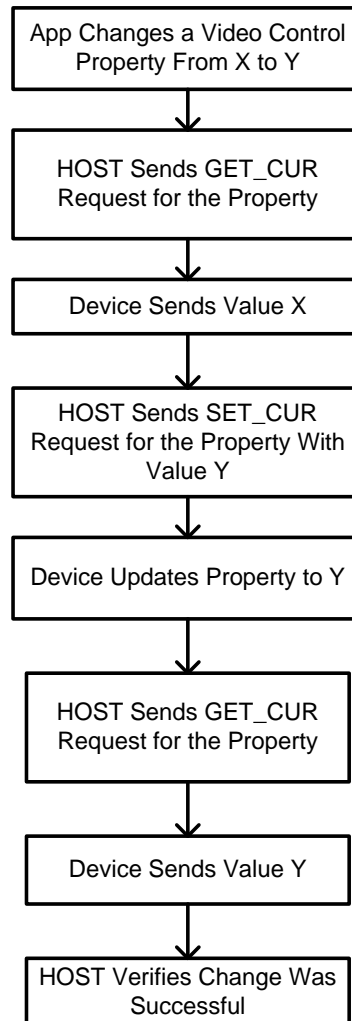 App Changes a Video Control
Property From X to Y
HOST Sends GET_CUR
Request for the Property
Device Sends Value X
HOST Sends SET_CUR
Request for the Property With
Value Y
Device Updates Property to Y
HOST Sends GET_CUR
Request for the Property
Device Sends Value Y
HOST Verifies Change Was
Successful